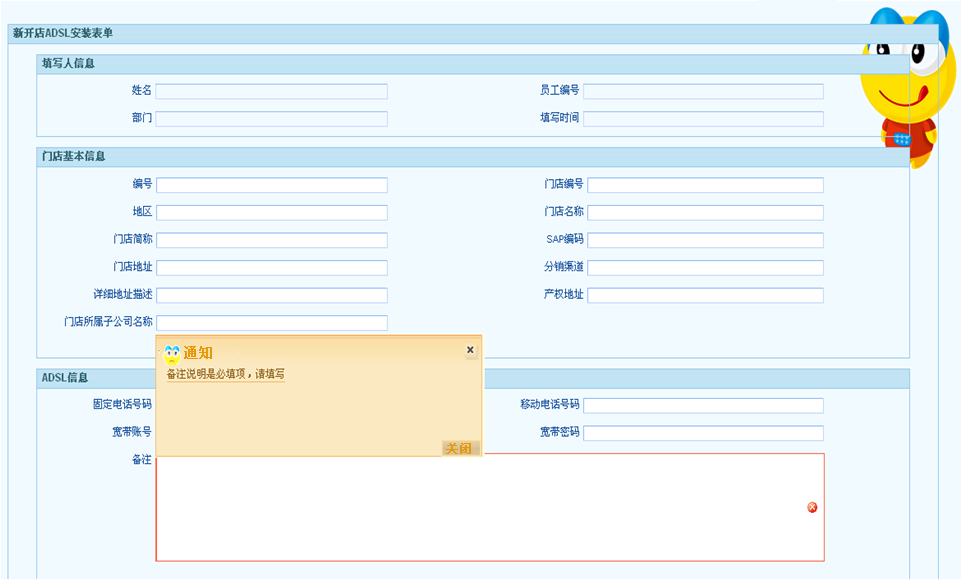 新开店ADSL安装表单
填写人信息
姓名 员工编号
部门 填写时间
门店基本信息
编号 门店编号
地区 门店名称
门店简称 SAP编码
门店地址 分销渠道
详细地址描述 产权地址
门店所属子公司名称
通知
备注说明是必填项，请填写
关闭
ADSL信息
固定电话号码 移动电话号码
宽带账号 宽带密码
备注